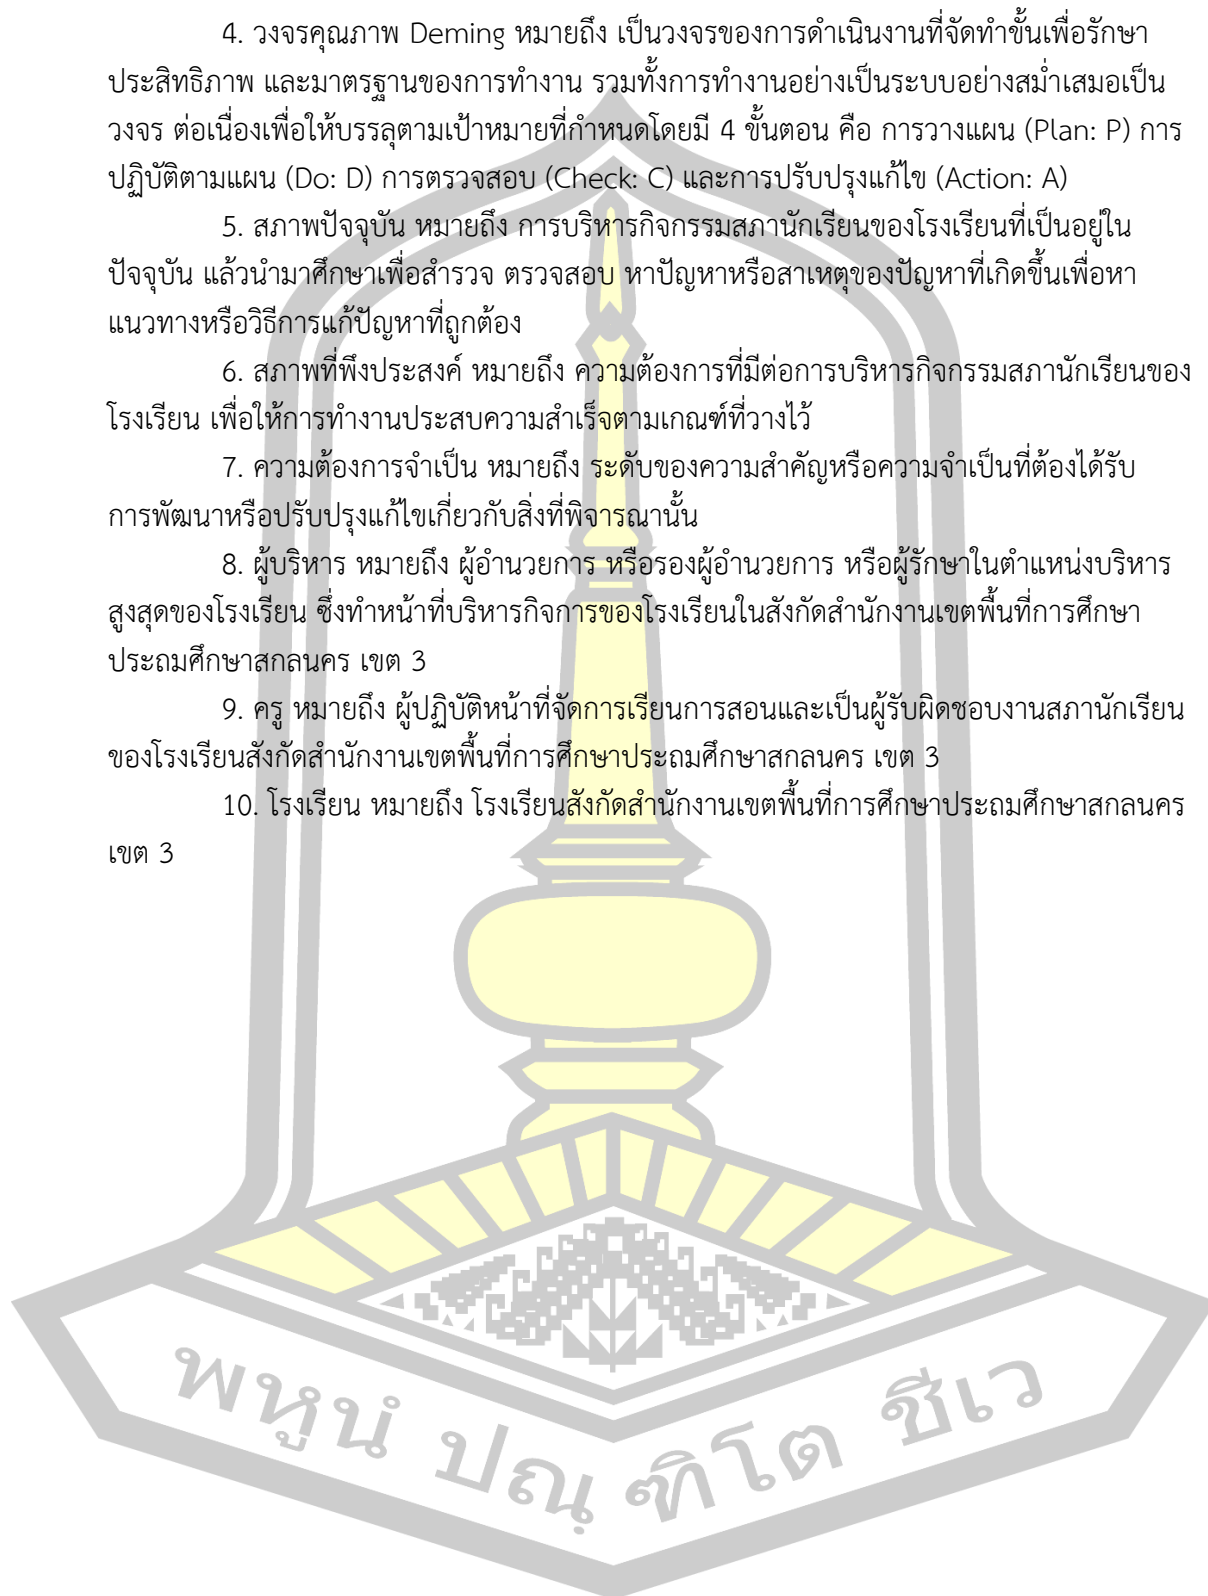 4. วงจรคุณภาพ Deming หมายถึง เป็นวงจรของการดำเนินงานที่จัดทำขั้นเพื่อรักษา
ประสิทธิภาพ และมาตรฐานของการทำงาน รวมทั้งการทำงานอย่างเป็นระบบอย่างสม่ำเสมอเป็น
วงจร ต่อเนื่องเพื่อให้บรรลุตามเป้าหมายที่กำหนดโดยมี 4 ขั้นตอน คือ การวางแผน (Plan: P) การ
ปฏิบัติตามแผน (Do: D) การตรวจสอบ (Check: C) และการปรับปรุงแก้ไข (Action: A)
5. สภาพปัจจุบัน หมายถึง การบริหารกิจกรรมสภานักเรียนของโรงเรียนที่เป็นอยู่ใน
ปัจจุบัน แล้วนำมาศึกษาเพื่อสำรวจ ตรวจสอบ หาปัญหาหรือสาเหตุของปัญหาที่เกิดขึ้นเพื่อหา
แนวทางหรือวิธีการแก้ปัญหาที่ถูกต้อง
6. สภาพที่พึงประสงค์ หมายถึง ความต้องการที่มีต่อการบริหารกิจกรรมสภานักเรียนของ
โรงเรียน เพื่อให้การทำงานประสบความสำเร็จตามเกณฑ์ที่วางไว้
7. ความต้องการจำเป็น หมายถึง ระดับของความสำคัญหรือความจำเป็นที่ต้องได้รับ
การพัฒนาหรือปรับปรุงแก้ไขเกี่ยวกับสิ่งที่พิจารณานั้น
8. ผู้บริหาร หมายถึง ผู้อำนวยการ หรือรองผู้อำนวยการ หรือผู้รักษาในตำแหน่งบริหาร
สูงสุดของโรงเรียน ซึ่งทำหน้าที่บริหารกิจการของโรงเรียนในสังกัดสำนักงานเขตพื้นที่การศึกษา
ประถมศึกษาสกลนคร เขต 3
9. ครู หมายถึง ผู้ปฏิบัติหน้าที่จัดการเรียนการสอนและเป็นผู้รับผิดชอบงานสภานักเรียน
ของโรงเรียนสังกัดสำนักงานเขตพื้นที่การศึกษาประถมศึกษาสกลนคร เขต 3
10. โรงเรียน หมายถึง โรงเรียนสังกัดสำนักงานเขตพื้นที่การศึกษาประถมศึกษาสกลนคร
เขต 3
พหูนํ ปณฺฑิโต ชีเว